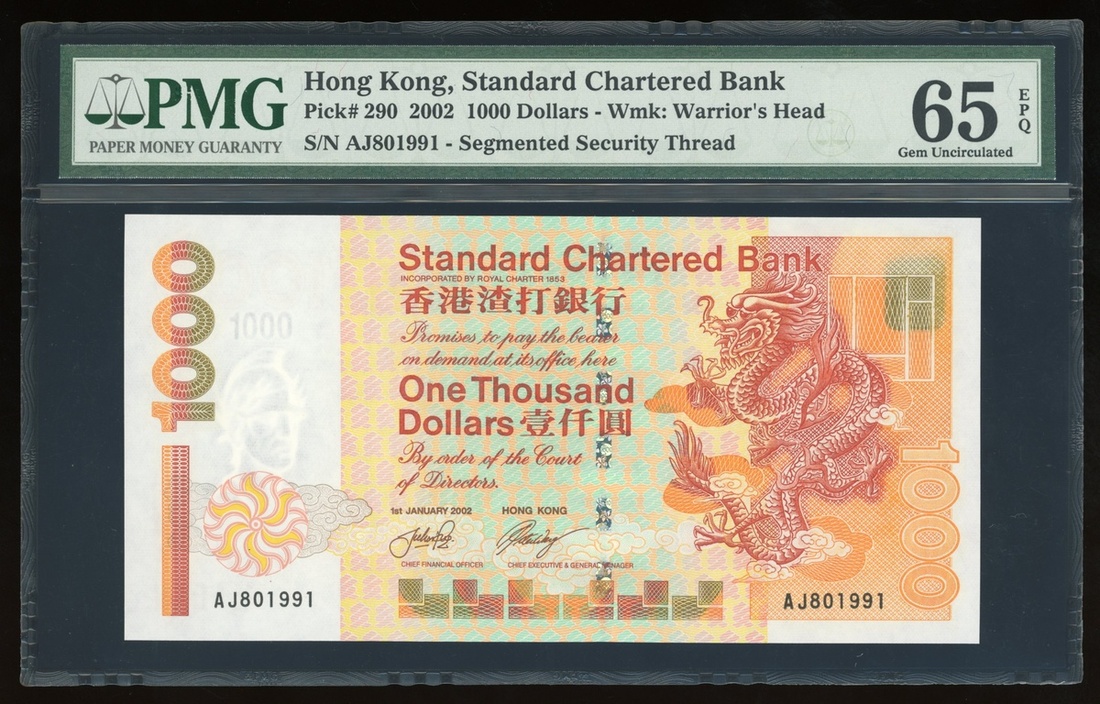 PMG
PAPER MONEY GUARANTY
Hong Kong, Standard Chartered Bank
Pick# 290 2002 1000 Dollars - Wmk: Warrior's Head
S/N AJ801991 - Segmented Security Thread
65
EPQ
Gem Uncirculated
1000
1000
Standard Chartered Bank
INCORPORATED BY ROYAL CHARTER 1853
香港渣打銀行
Promises to pay the bearer
on demand at its office here
One Thousand
Dollars 壹仟圓
By order of the Court
of Directors.
1st JANUARY 2002 HONG KONG
CHIEF FINANCIAL OFFICER CHIEF EXECUTIVE & GENERAL MANAGER
AJ801991
AJ801991
1000